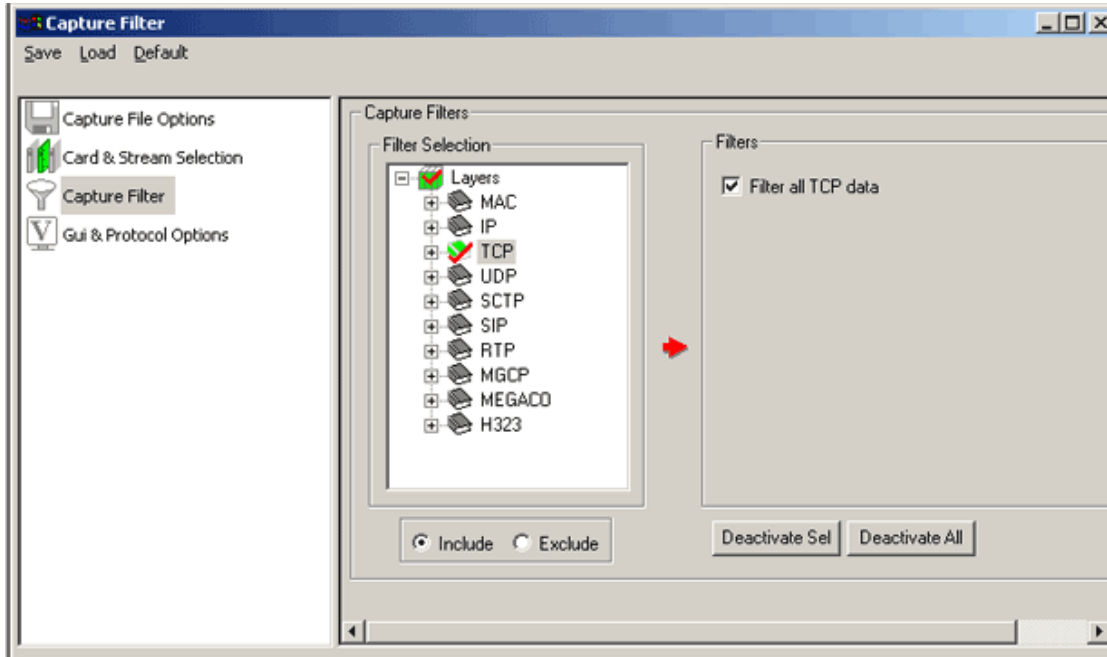 Capture Filter
Save Load Default
Capture File Options
Card & Stream Selection
Capture Filter
Gui & Protocol Options
Capture Filters
Filter Selection
Layers
MAC
IP
TCP
UDP
SCTP
SIP
RTP
MGCP
MEGACO
H323
Include Exclude
Filters
Filter all TCP data
Deactivate Sel Deactivate All